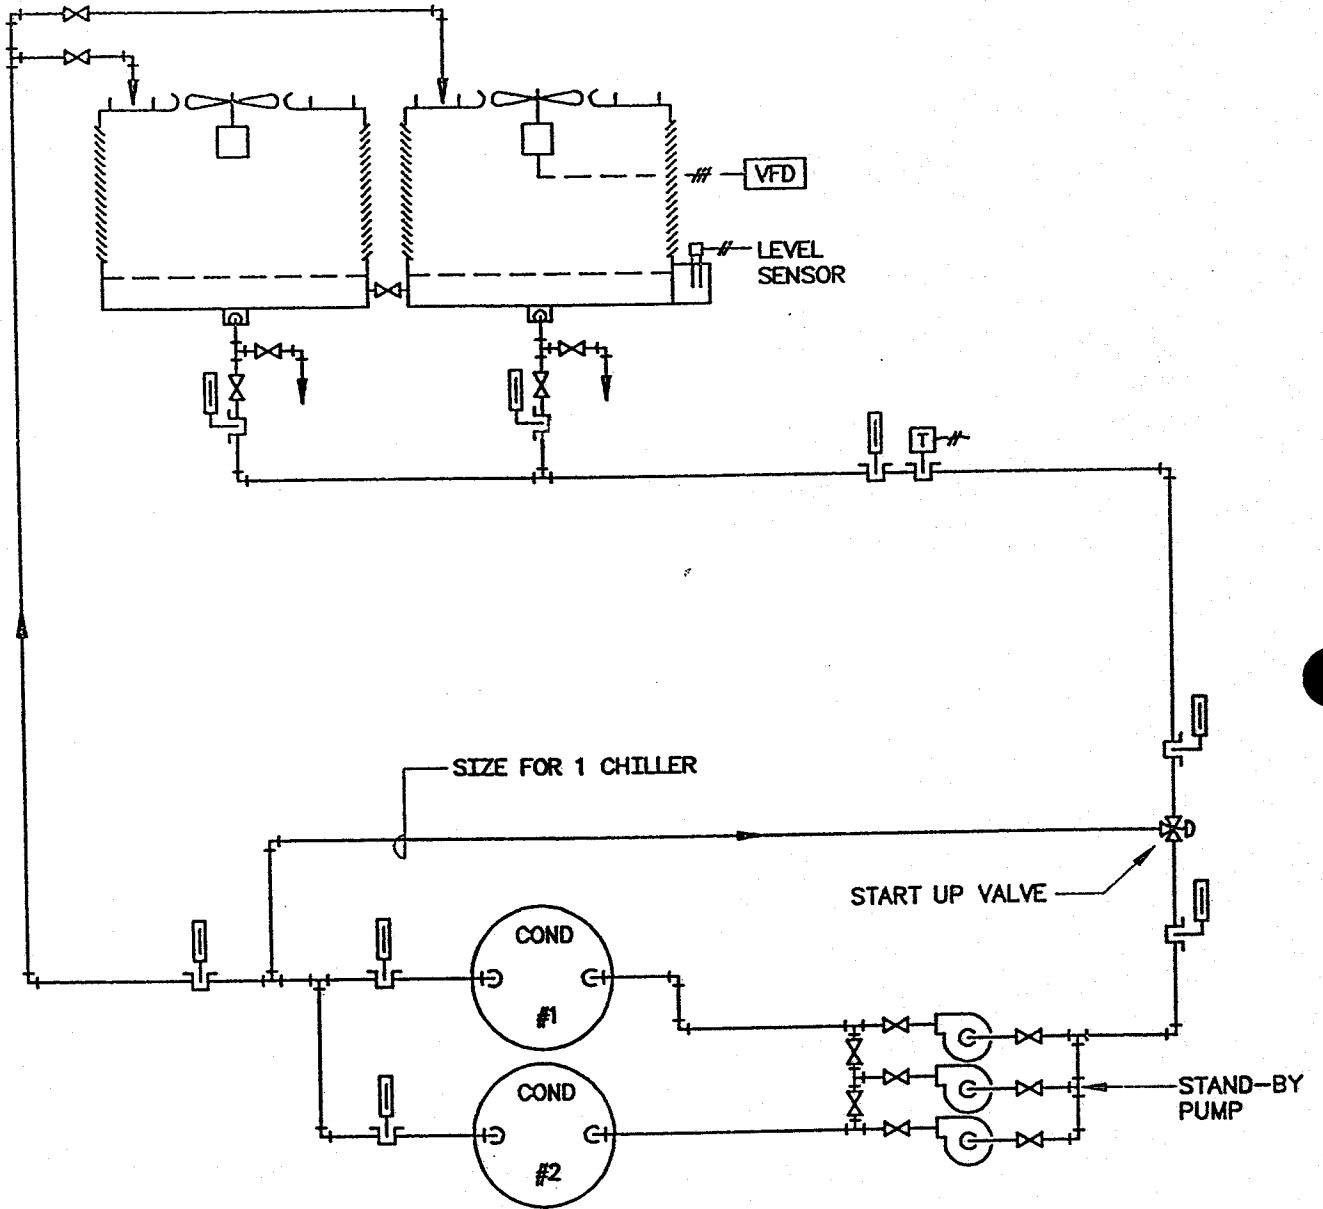 VFD
LEVEL
SENSOR
T
SIZE FOR 1 CHILLER
START UP VALVE
COND
#1
COND
#2
STAND-BY
PUMP